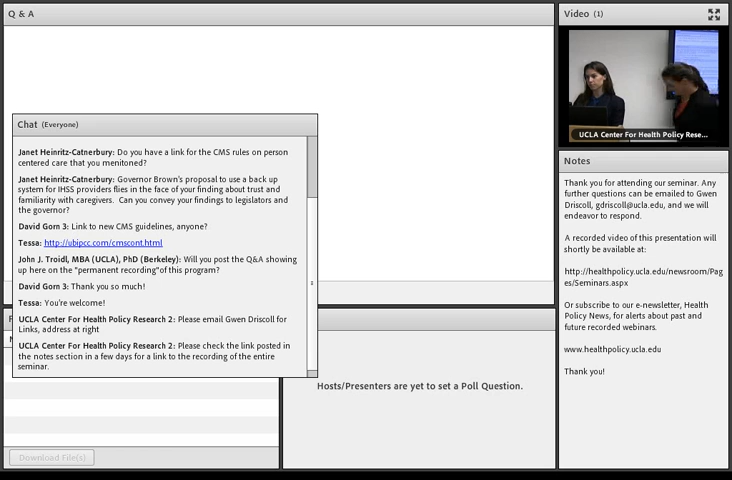 Q & A
Chat (Everyone)
Janet Heinritz-Catnerbury: Do you have a link for the CMS rules on person
centered care that you menitoned?
Janet Heinritz-Catnerbury: Governor Brown's proposal to use a back up
system for IHSS providers flies in the face of your finding about trust and
familiarity with caregivers.  Can you convey your findings to legislators and
the governor?
David Gorn 3: Link to new CMS guidelines, anyone?
Tessa: http://ubipcc.com/cmscont.html
John J. Troidl, MBA (UCLA), PhD (Berkeley): Will you post the Q&A showing
up here on the "permanent recording"of this program?
David Gorn 3: Thank you so much!
Tessa: You're welcome!
UCLA Center For Health Policy Research 2: Please email Gwen Driscoll for
Links, address at right
UCLA Center For Health Policy Research 2: Please check the link posted in
the notes section in a few days for a link to the recording of the entire
seminar.
Download File(s)
Hosts/Presenters are yet to set a Poll Question.
Video (1)
UCLA Center For Health Policy Rese...
Notes
Thank you for attending our seminar. Any
further questions can be emailed to Gwen
Driscoll, gdriscoll@ucla.edu, and we will
endeavor to respond.
A recorded video of this presentation
will shortly be available at:
http://healthpolicy.ucla.edu/newsroom/Pag
es/Seminars.aspx
Or subscribe to our e-newsletter, Health
Policy News, for alerts about past and
future recorded webinars.
www.healthpolicy.ucla.edu
Thank you!